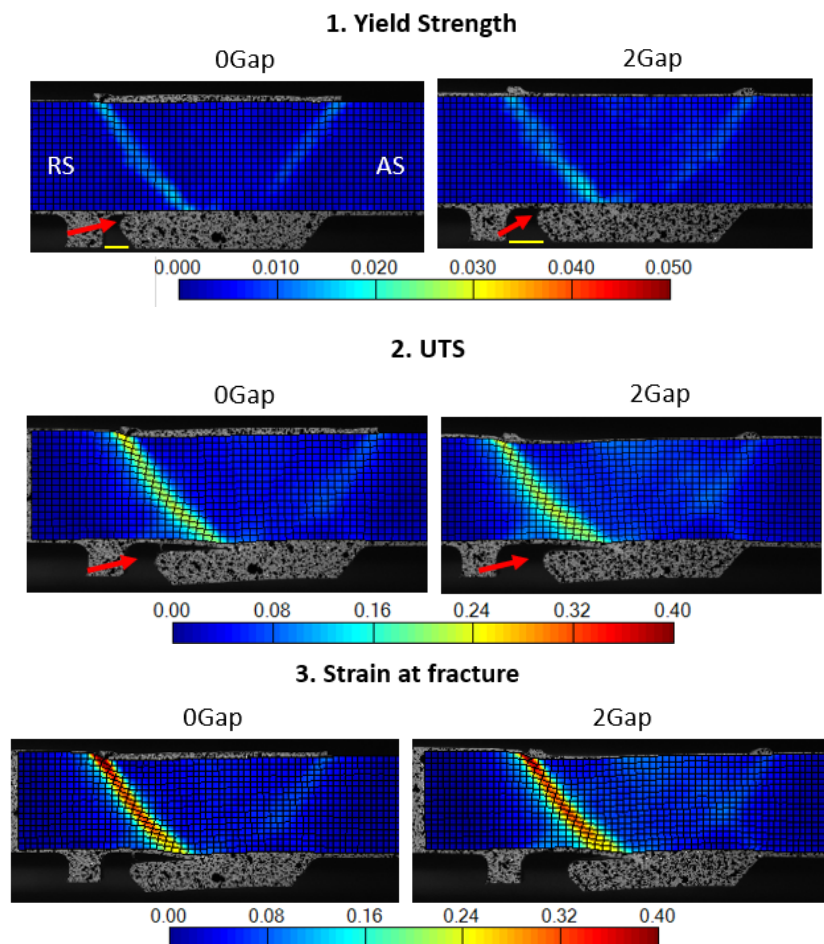 1. Yield Strength
0Gap 2Gap
RS AS
0.000 0.010 0.020 0.030 0.040 0.050
2. UTS
0Gap 2Gap
0.00 0.08 0.16 0.24 0.32 0.40
3. Strain at fracture
0Gap 2Gap
0.00 0.08 0.16 0.24 0.32 0.40